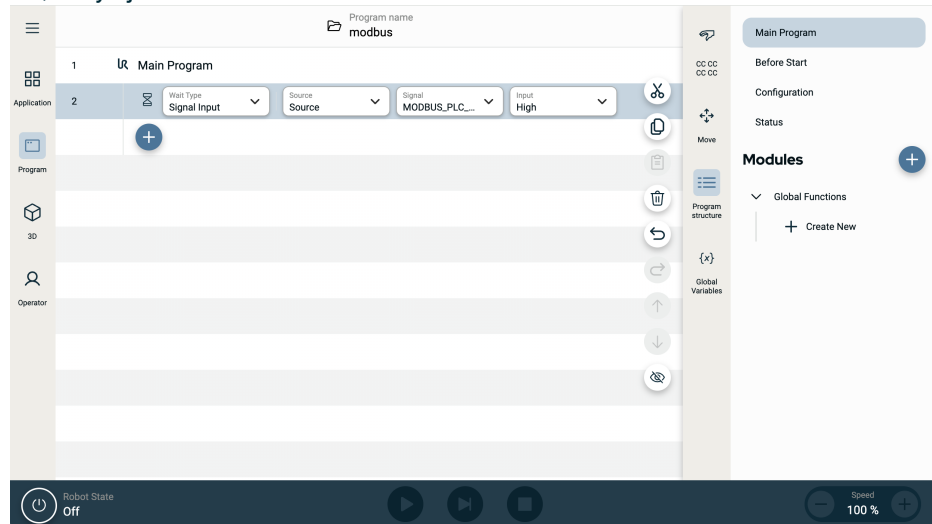 Program name
modbus
1
Main Program
2
Wait Type
Signal Input
Source
Source
Signal
MODBUS_PLC_...
Input
High
Application
Program
3D
Operator
CC CC
CC CC
Move
Program
structure
{x}
Global
Variables
Main Program
Before Start
Configuration
Status
Modules
Global Functions
Create New
Robot State
Off
Speed
100 %